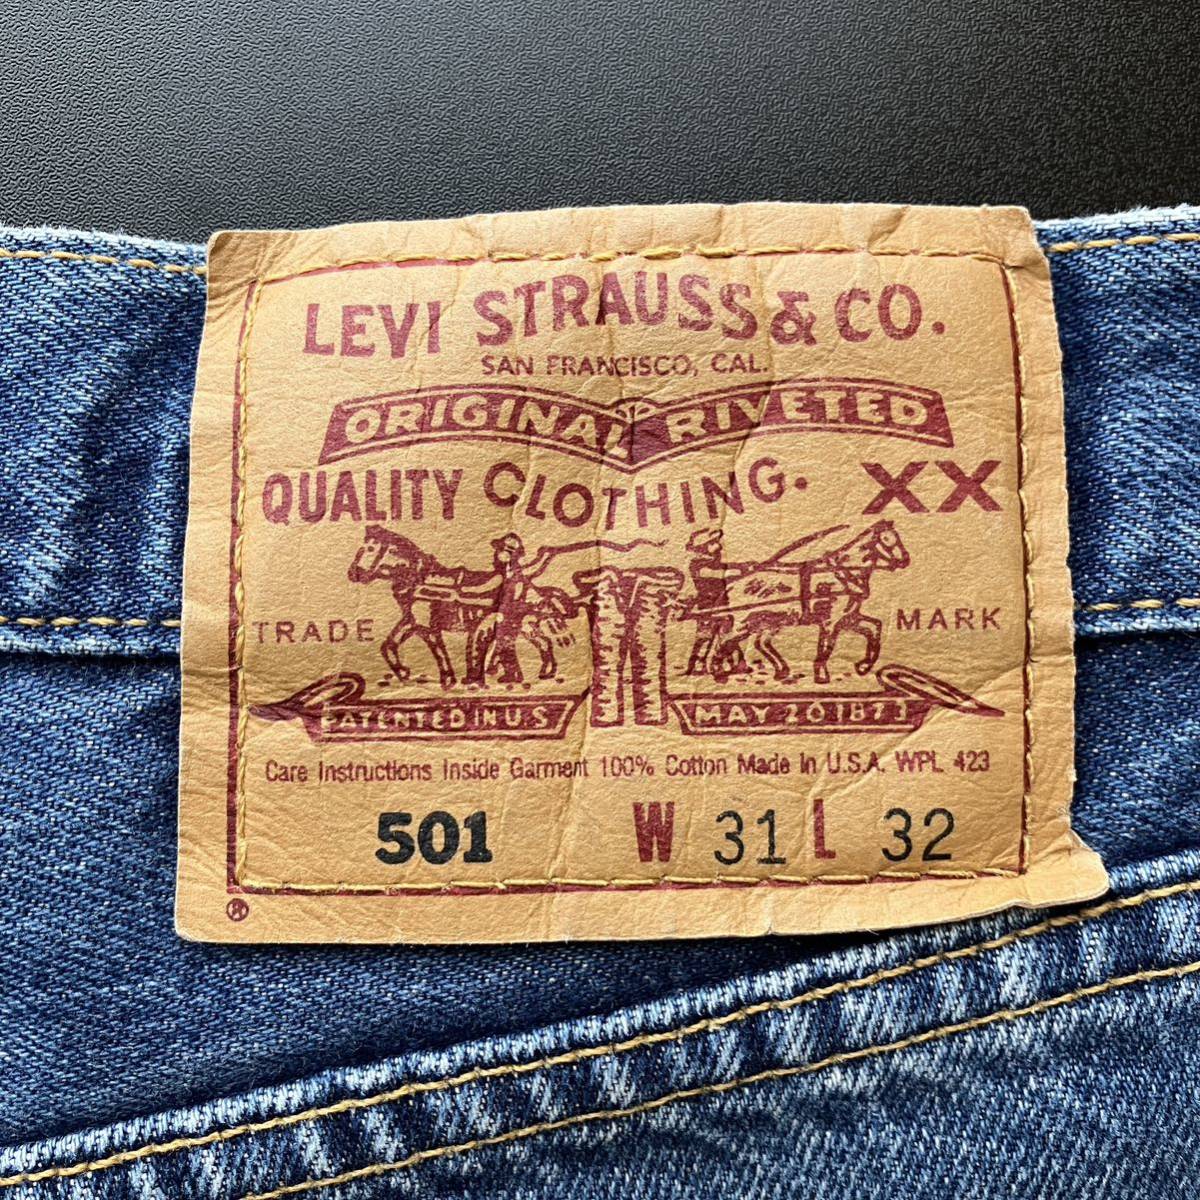 LEVI STRAUSS & CO.
SAN FRANCISCO, CAL.
ORIGINAL RIVETED
QUALITY CLOTHING. XX
TRADE MARK
PATENTED IN U.S MAY 20 1873
Care Instructions Inside Garment 100% Cotton Made in U.S.A. WPL 423
501 W 31 L 32
®